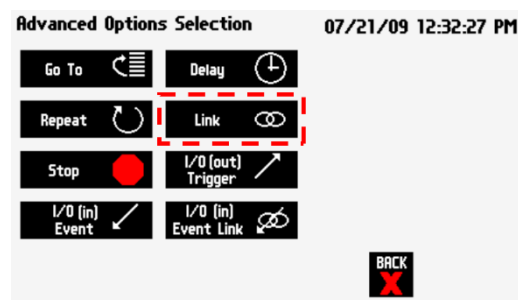 Advanced Options Selection 07/21/09 12:32:27 PM
Go To Delay
Repeat Link
Stop I/O (out)
Trigger
I/O (in) I/O (in)
Event Event Link
BACK